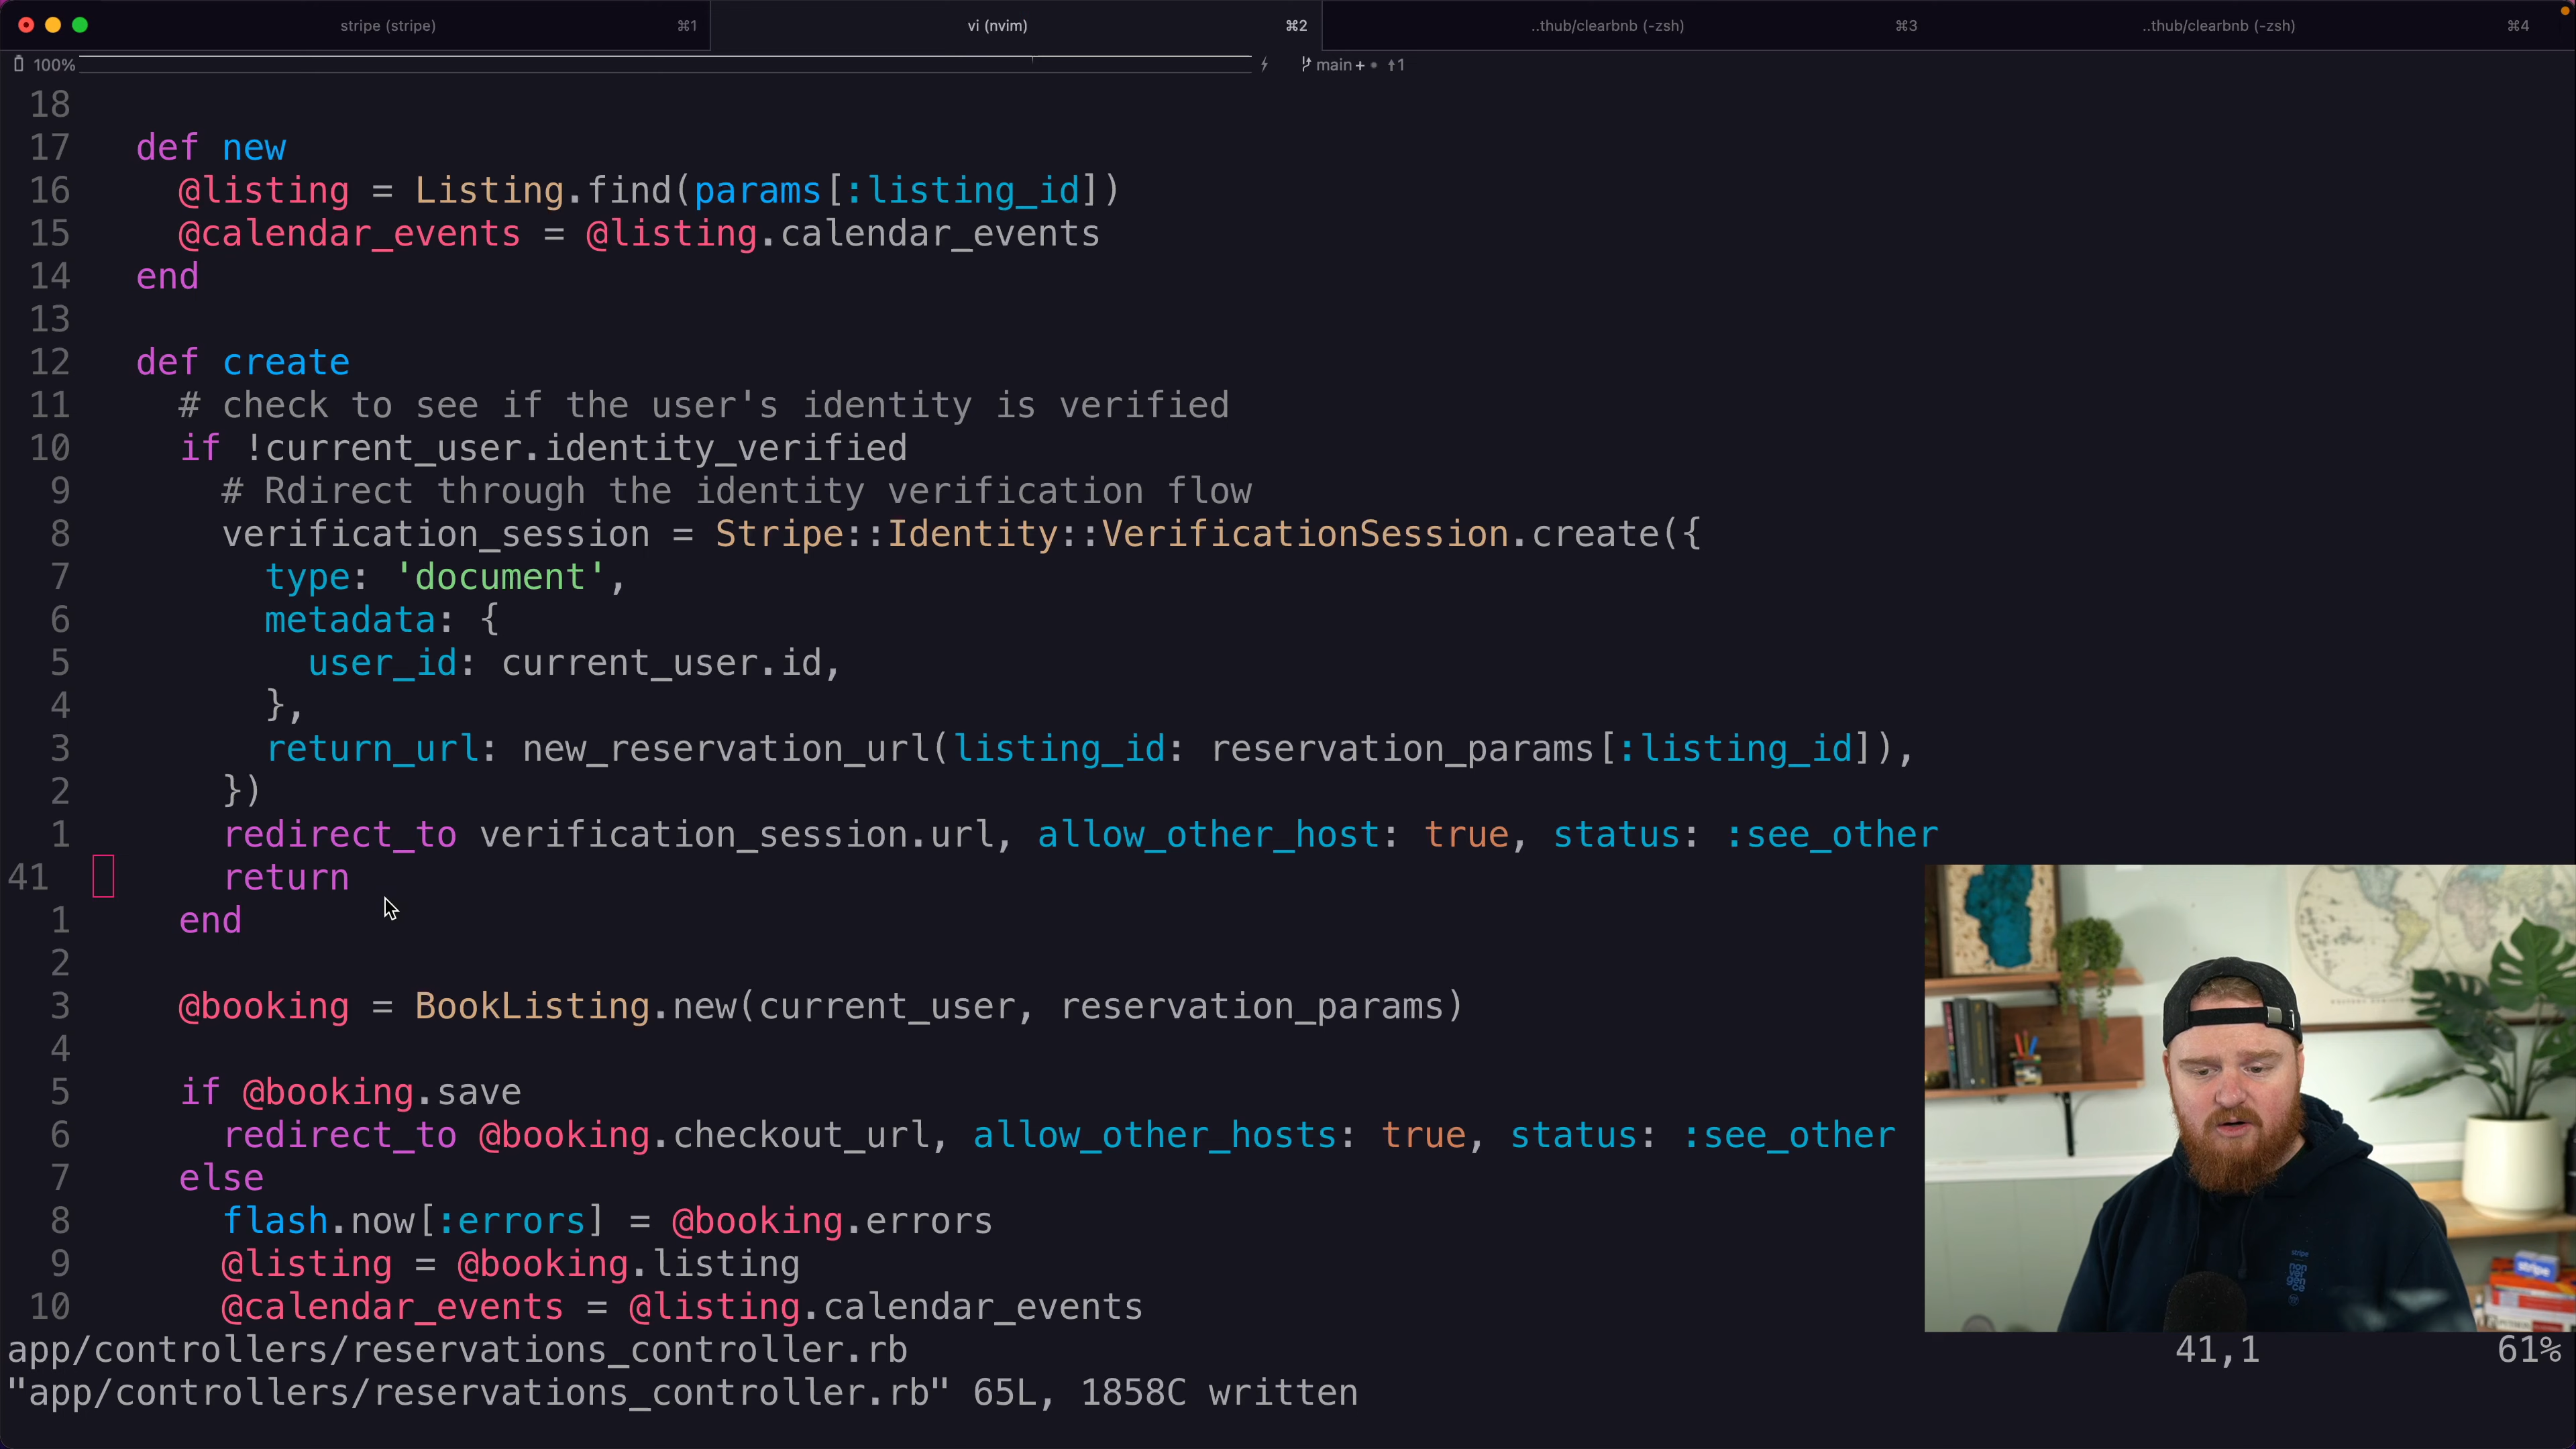 stripe (stripe) ⌘1 vi (nvim) ⌘2 ..thub/clearbnb (-zsh) ⌘3 ..thub/clearbnb (-zsh) ⌘4
100% main+ • ↑1
18
17 def new
16 @listing = Listing.find(params[:listing_id])
15 @calendar_events = @listing.calendar_events
14 end
13
12 def create
11 # check to see if the user's identity is verified
10 if !current_user.identity_verified
9 # Rdirect through the identity verification flow
8 verification_session = Stripe::Identity::VerificationSession.create({
7 type: 'document',
6 metadata: {
5 user_id: current_user.id,
4 },
3 return_url: new_reservation_url(listing_id: reservation_params[:listing_id]),
2 })
1 redirect_to verification_session.url, allow_other_host: true, status: :see_other
41 return
1 end
2
3 @booking = BookListing.new(current_user, reservation_params)
4
5 if @booking.save
6 redirect_to @booking.checkout_url, allow_other_hosts: true, status: :see_other
7 else
8 flash.now[:errors] = @booking.errors
9 @listing = @booking.listing
10 @calendar_events = @listing.calendar_events
app/controllers/reservations_controller.rb 41,1 61%
"app/controllers/reservations_controller.rb" 65L, 1858C written
stripe
non
ver
gen
ce
stripe